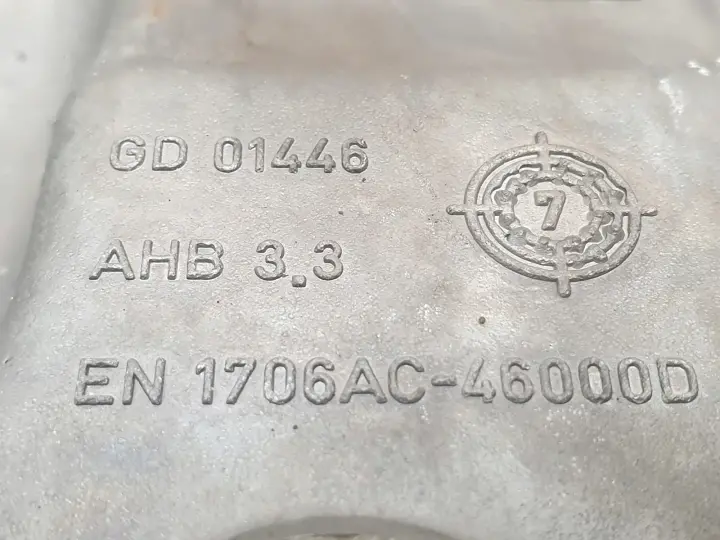 GD 01446
7
AHB 3.3
EN 1706AC-46000D